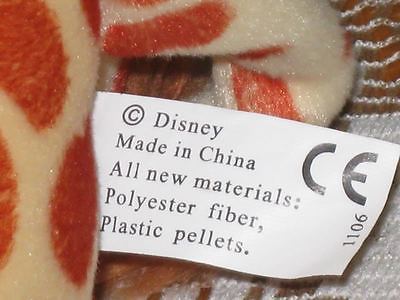 © Disney
Made in China
All new materials:
Polyester fiber,
Plastic pellets.
CE
1106